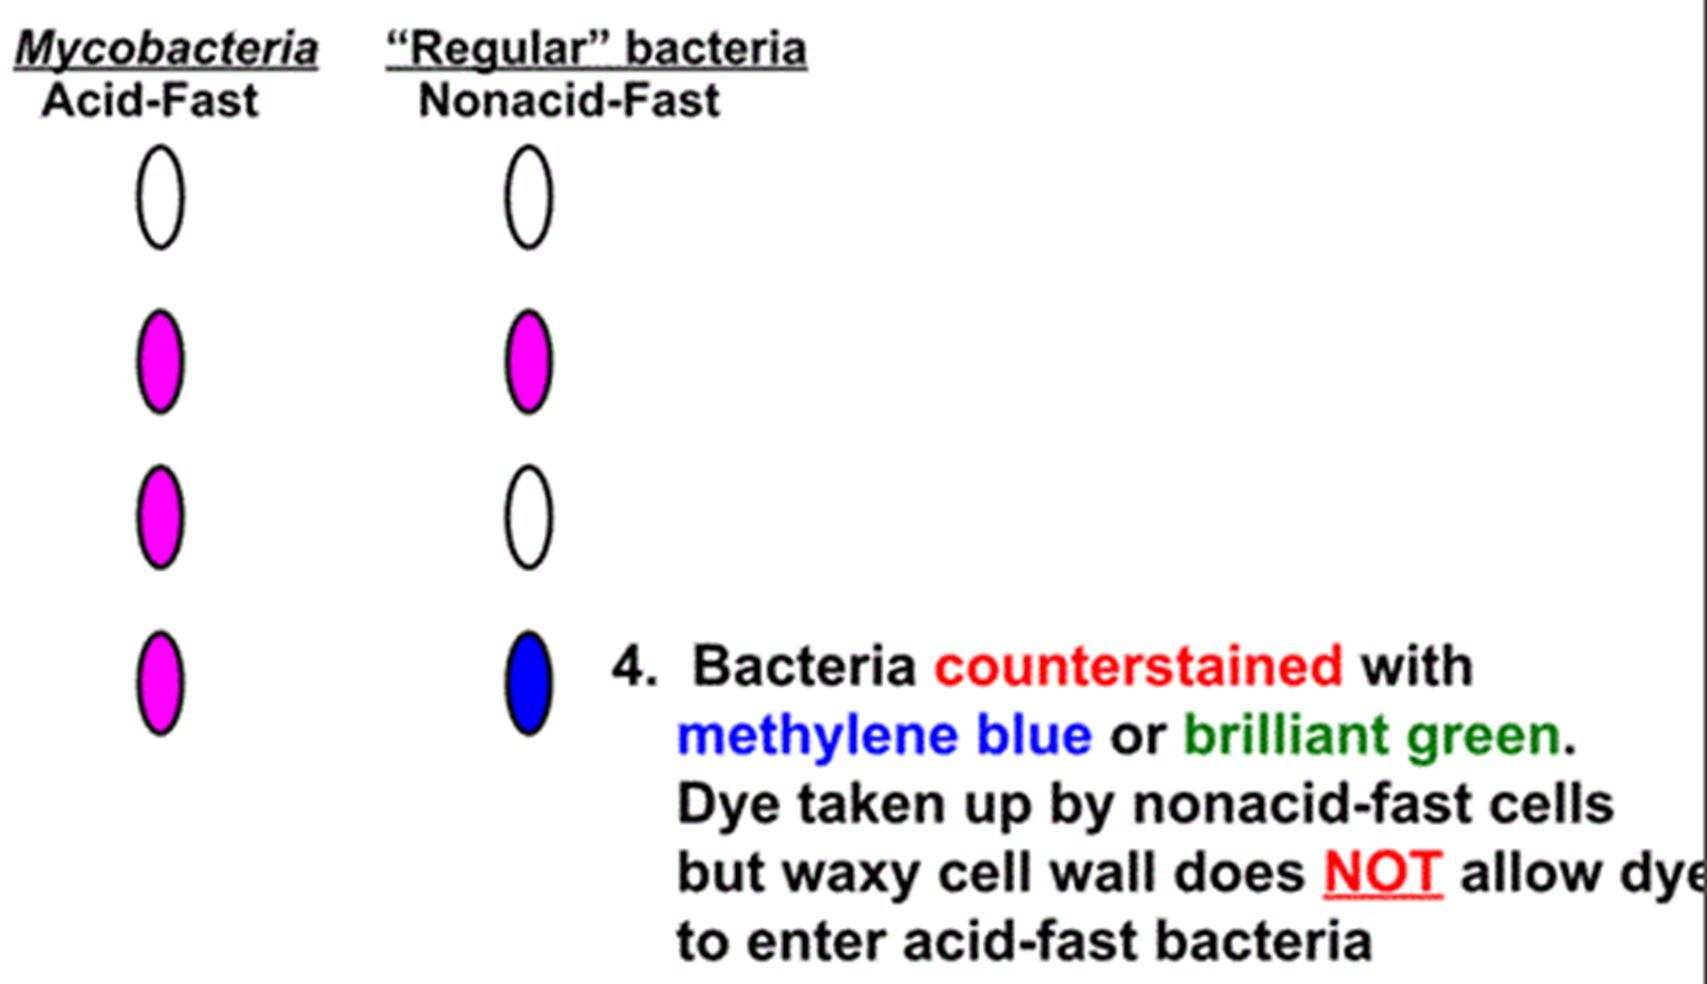 Mycobacteria “Regular” bacteria
Acid-Fast Nonacid-Fast
4. Bacteria counterstained with
methylene blue or brilliant green.
Dye taken up by nonacid-fast cells
but waxy cell wall does NOT allow dye
to enter acid-fast bacteria